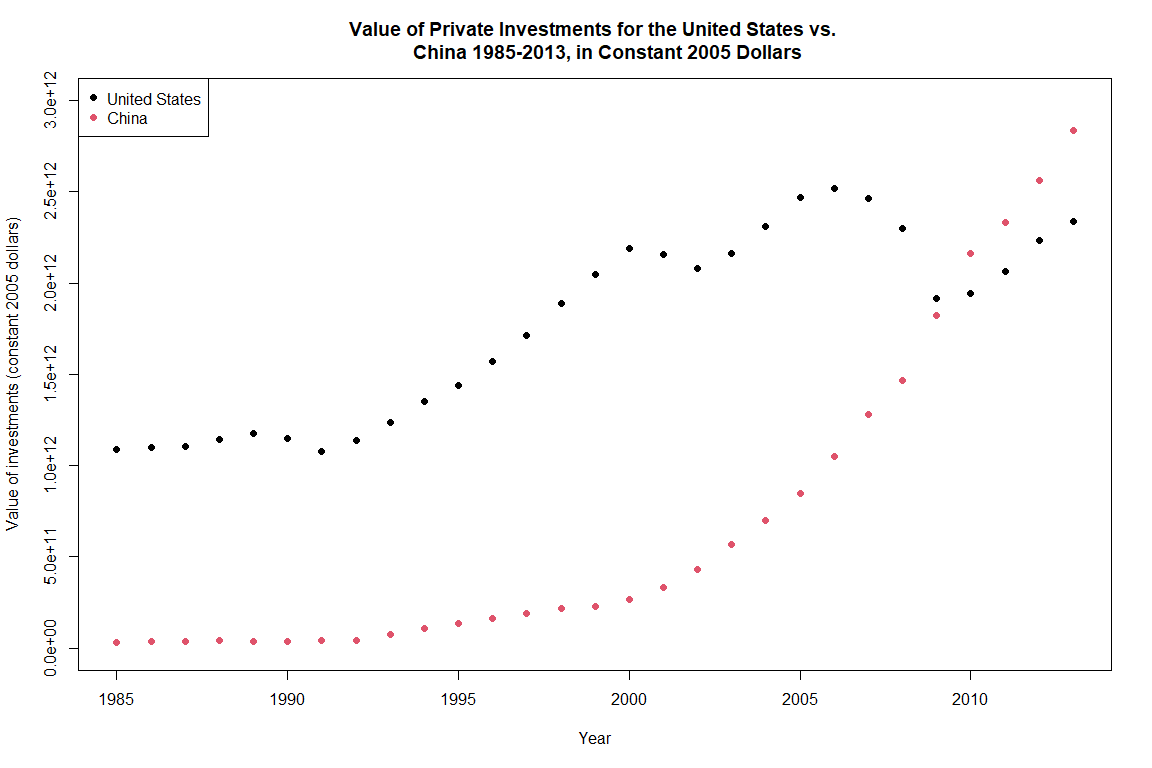 Value of Private Investments for the United States vs.
China 1985-2013, in Constant 2005 Dollars
United States
China
Value of investments (constant 2005 dollars)
3.0e+12
2.5e+12
2.0e+12
1.5e+12
1.0e+12
5.0e+11
0.0e+00
1985 1990 1995 2000 2005 2010
Year